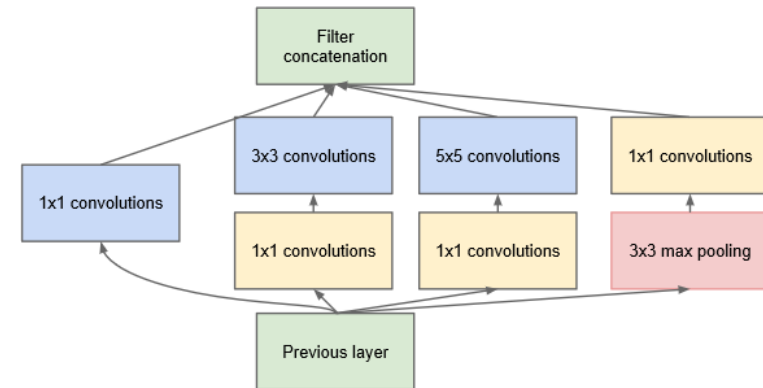 Filter
concatenation
3x3 convolutions
5x5 convolutions
1x1 convolutions
1x1 convolutions
1x1 convolutions
1x1 convolutions
3x3 max pooling
Previous layer